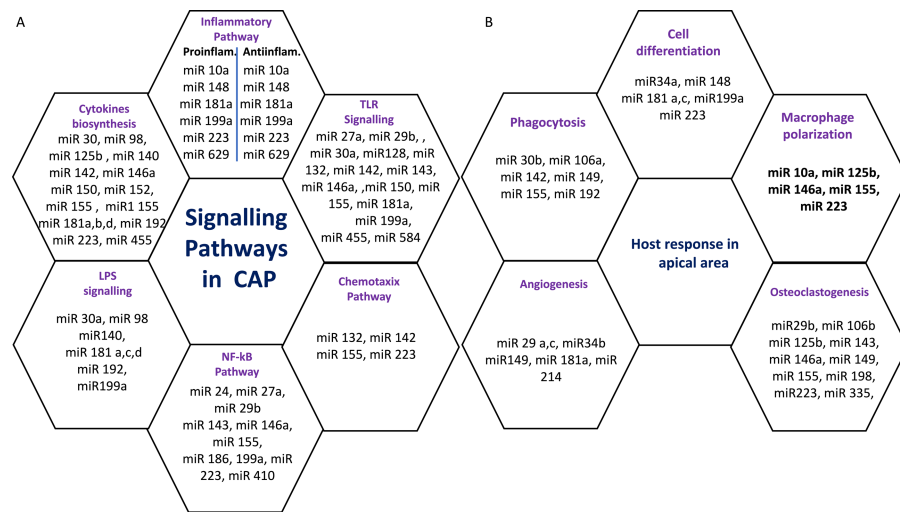 A
Inflammatory
Pathway
Proinflam. Antiinflam.
miR 10a miR 10a
miR 148 miR 148
miR 181a miR 181a
miR 199a miR 199a
miR 223 miR 223
miR 629 miR 629
Cytokines
biosynthesis
miR 30, miR 98,
miR 125b , miR 140
miR 142, miR 146a
miR 150, miR 152,
miR 155 , miR1 155
miR 181a,b,d, miR 192
miR 223, miR 455
TLR
Signalling
miR 27a, miR 29b, ,
miR 30a, miR128, miR
132, miR 142, miR 143,
miR 146a, ,miR 150, miR
155, miR 181a,
miR 199a,
miR 455, miR 584
Signalling
Pathways
in CAP
LPS
signalling
miR 30a, miR 98
miR140,
miR 181 a,c,d
miR 192,
miR199a
Chemotaxix
Pathway
miR 132, miR 142
miR 155, miR 223
NF-kB
Pathway
miR 24, miR 27a,
miR 29b
miR 143, miR 146a,
miR 155,
miR 186, 199a, miR
223, miR 410
B
Cell
differentiation
miR34a, miR 148
miR 181 a,c, miR199a
miR 223
Phagocytosis
miR 30b, miR 106a,
miR 142, miR 149,
miR 155, miR 192
Macrophage
polarization
miR 10a, miR 125b,
miR 146a, miR 155,
miR 223
Host response in
apical area
Angiogenesis
miR 29 a,c, miR34b
miR149, miR 181a, miR
214
Osteoclastogenesis
miR29b, miR 106b
miR 125b, miR 143,
miR 146a, miR 149,
miR 155, miR 198,
miR223, miR 335,